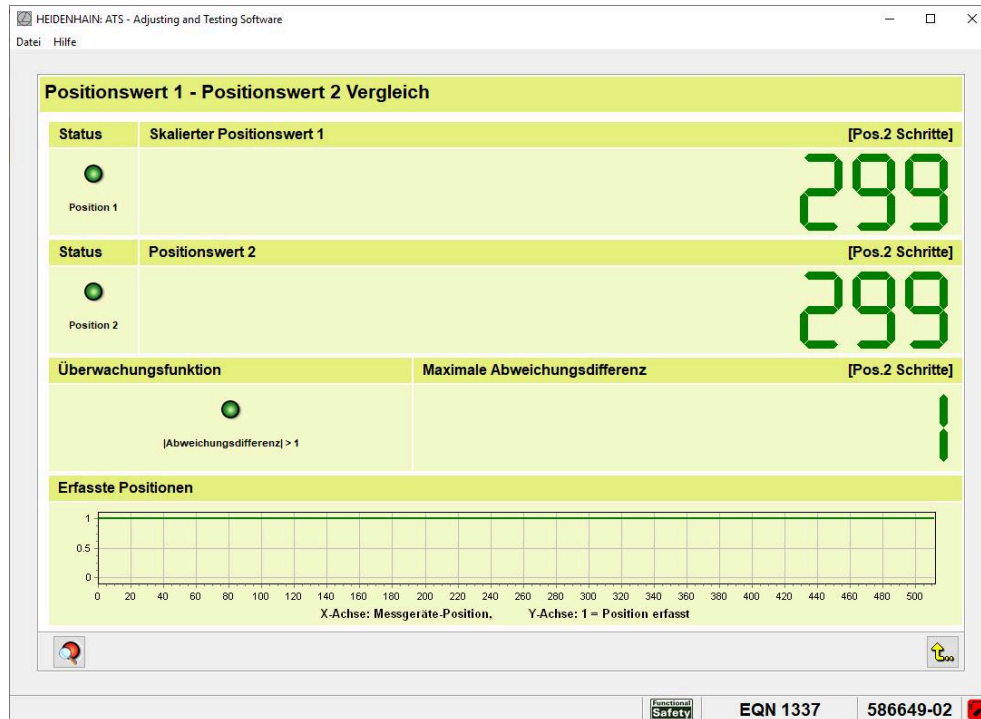 HEIDENHAIN: ATS - Adjusting and Testing Software
Datei Hilfe
Positionswert 1 - Positionswert 2 Vergleich
Status Skalierter Positionswert 1 [Pos.2 Schritte]
299
Position 1
Status Positionswert 2 [Pos.2 Schritte]
299
Position 2
Überwachungsfunktion Maximale Abweichungsdifferenz [Pos.2 Schritte]
1
|Abweichungsdifferenz| > 1
Erfasste Positionen
1
0.5
0
0 20 40 60 80 100 120 140 160 180 200 220 240 260 280 300 320 340 360 380 400 420 440 460 480 500
X-Achse: Messgeräte-Position, Y-Achse: 1 = Position erfasst
Functional
Safety EQN 1337 586649-02